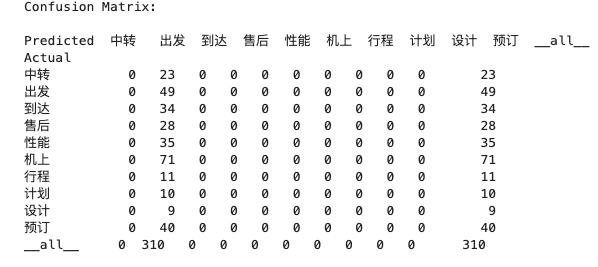 Confusion Matrix:
Predicted 中转 出发 到达 售后 性能 机上 行程 计划 设计 预订 __all__
Actual
中转 0 23 0 0 0 0 0 0 0 0 23
出发 0 49 0 0 0 0 0 0 0 0 49
到达 0 34 0 0 0 0 0 0 0 0 34
售后 0 28 0 0 0 0 0 0 0 0 28
性能 0 35 0 0 0 0 0 0 0 0 35
机上 0 71 0 0 0 0 0 0 0 0 71
行程 0 11 0 0 0 0 0 0 0 0 11
计划 0 10 0 0 0 0 0 0 0 0 10
设计 0 9 0 0 0 0 0 0 0 0 9
预订 0 40 0 0 0 0 0 0 0 0 40
__all__ 0 310 0 0 0 0 0 0 0 0 310